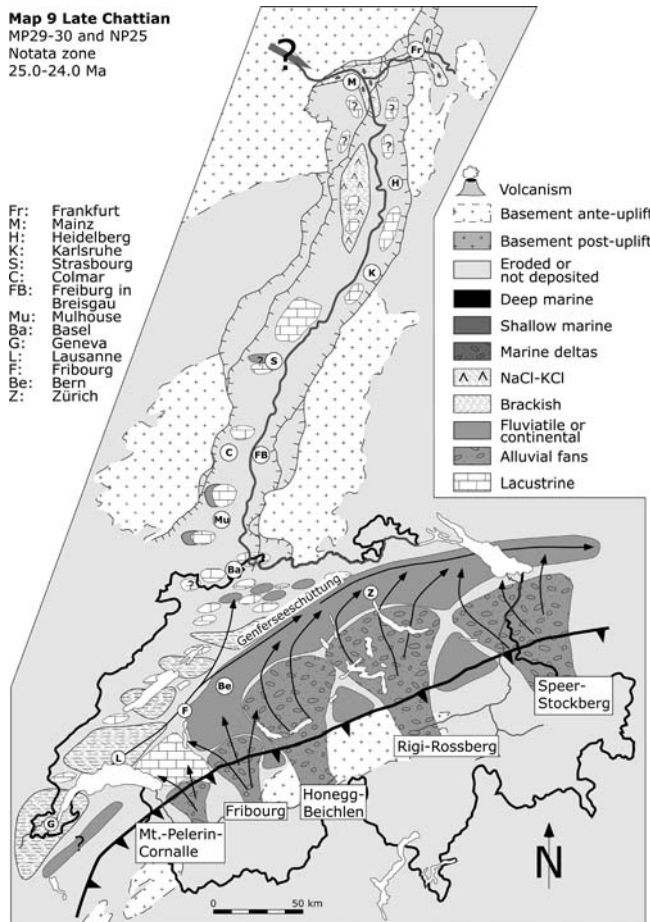 Map 9 Late Chattian
MP29-30 and NP25
Notata zone
25.0-24.0 Ma
?
Fr
M
?
?
?
?
H
K
S
?
C
FB
Mu
Ba
?
Fr: Frankfurt
M: Mainz
H: Heidelberg
K: Karlsruhe
S: Strasbourg
C: Colmar
FB: Freiburg in
Breisgau
Mu: Mulhouse
Ba: Basel
G: Geneva
L: Lausanne
F: Fribourg
Be: Bern
Z: Zürich
Volcanism
Basement ante-uplift
Basement post-uplift
Eroded or
not deposited
Deep marine
Shallow marine
Marine deltas
NaCl-KCl
Brackish
Fluviatile or
continental
Alluvial fans
Lacustrine
Genferseeschüttung
Z
Be
F
L
G
?
Speer-
Stockberg
Rigi-Rossberg
Honegg-
Beichlen
Fribourg
Mt.-Pelerin-
Cornalle
N
0 50 km